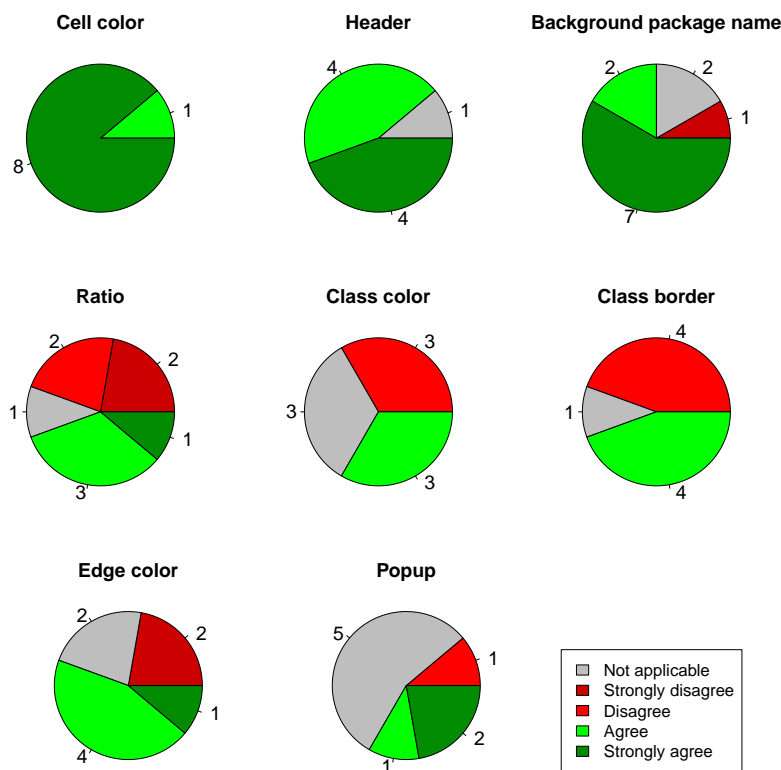 Cell color
1
8
Header
4
1
4
Background package name
2
2
1
7
Ratio
2
2
1
3
1
Class color
3
3
3
Class border
4
1
4
Edge color
2
2
4
1
Popup
5
1
1
2
Not applicable
Strongly disagree
Disagree
Agree
Strongly agree